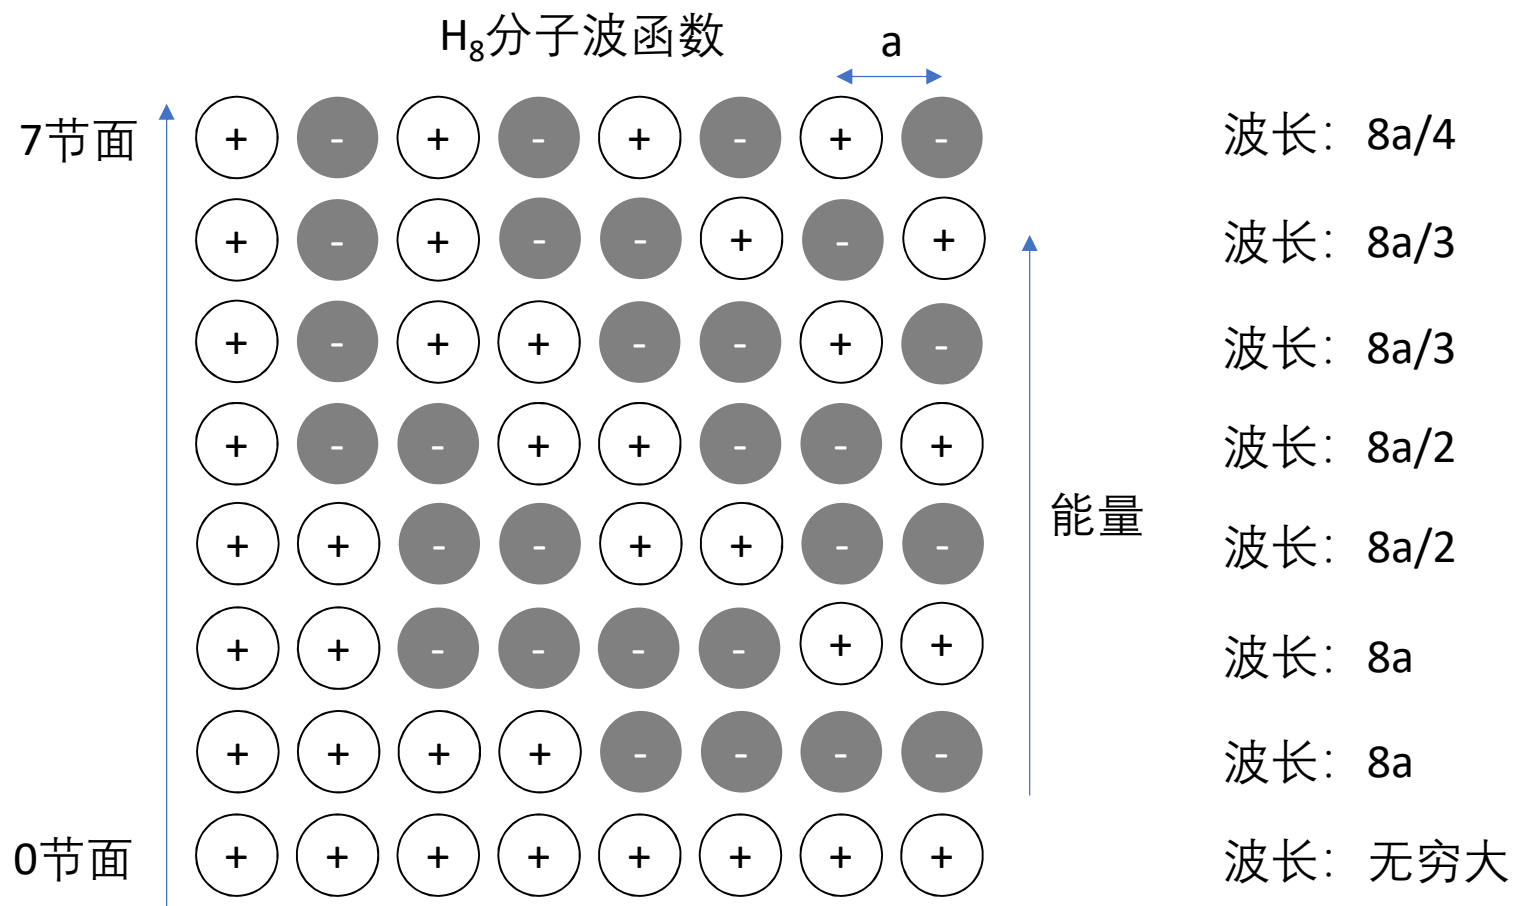 H₈分子波函数
a
7节面
+ - + - + - + -
波长：8a/4
+ - + - - + - +
波长：8a/3
+ - + + - - + -
波长：8a/3
+ - - + + - - +
波长：8a/2
+ + - - + + - -
波长：8a/2
能量
+ + - - - - + +
波长：8a
+ + + + - - - -
波长：8a
0节面
+ + + + + + + +
波长：无穷大